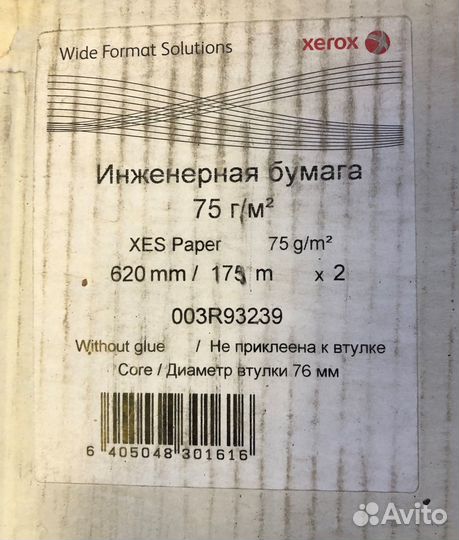 Wide Format Solutions
xerox
Инженерная бумага
75 г/м²
XES Paper 75 g/m²
620 mm / 175 m x 2
003R93239
Without glue / Не приклеена к втулке
Core / Диаметр втулки 76 мм
6 405048 301616
Avito